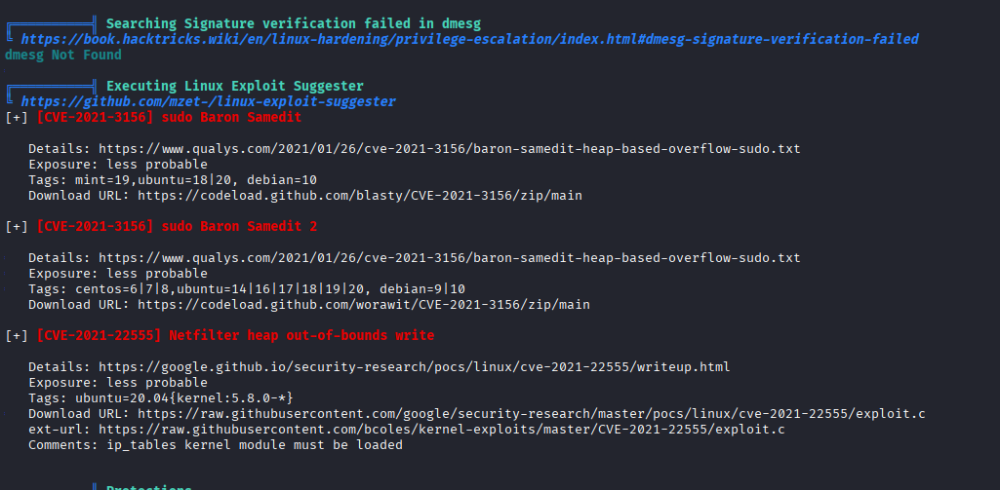 Searching Signature verification failed in dmesg
https://book.hacktricks.wiki/en/linux-hardening/privilege-escalation/index.html#dmesg-signature-verification-failed
dmesg Not Found
Executing Linux Exploit Suggester
https://github.com/mzet-/linux-exploit-suggester
[+] [CVE-2021-3156] sudo Baron Samedit
Details: https://www.qualys.com/2021/01/26/cve-2021-3156/baron-samedit-heap-based-overflow-sudo.txt
Exposure: less probable
Tags: mint=19,ubuntu=18|20, debian=10
Download URL: https://codeload.github.com/blasty/CVE-2021-3156/zip/main
[+] [CVE-2021-3156] sudo Baron Samedit 2
Details: https://www.qualys.com/2021/01/26/cve-2021-3156/baron-samedit-heap-based-overflow-sudo.txt
Exposure: less probable
Tags: centos=6|7|8,ubuntu=14|16|17|18|19|20, debian=9|10
Download URL: https://codeload.github.com/worawit/CVE-2021-3156/zip/main
[+] [CVE-2021-22555] Netfilter heap out-of-bounds write
Details: https://google.github.io/security-research/pocs/linux/cve-2021-22555/writeup.html
Exposure: less probable
Tags: ubuntu=20.04{kernel:5.8.0-*}
Download URL: https://raw.githubusercontent.com/google/security-research/master/pocs/linux/cve-2021-22555/exploit.c
ext-url: https://raw.githubusercontent.com/bcoles/kernel-exploits/master/CVE-2021-22555/exploit.c
Comments: ip_tables kernel module must be loaded
Protections